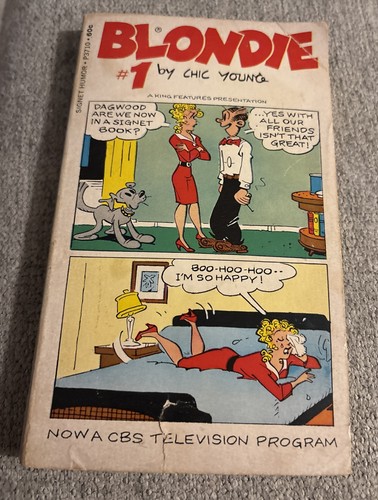 SIGNET HUMOR • P3710 • 60c
BLONDIE®
#1 by CHIC YOUNG
A KING FEATURES PRESENTATION
DAGWOOD
ARE WE NOW
IN A SIGNET
BOOK?
...YES WITH
ALL OUR
FRIENDS
ISN'T THAT
GREAT!
BOO-HOO-HOO--
I'M SO HAPPY!
NOW A CBS TELEVISION PROGRAM